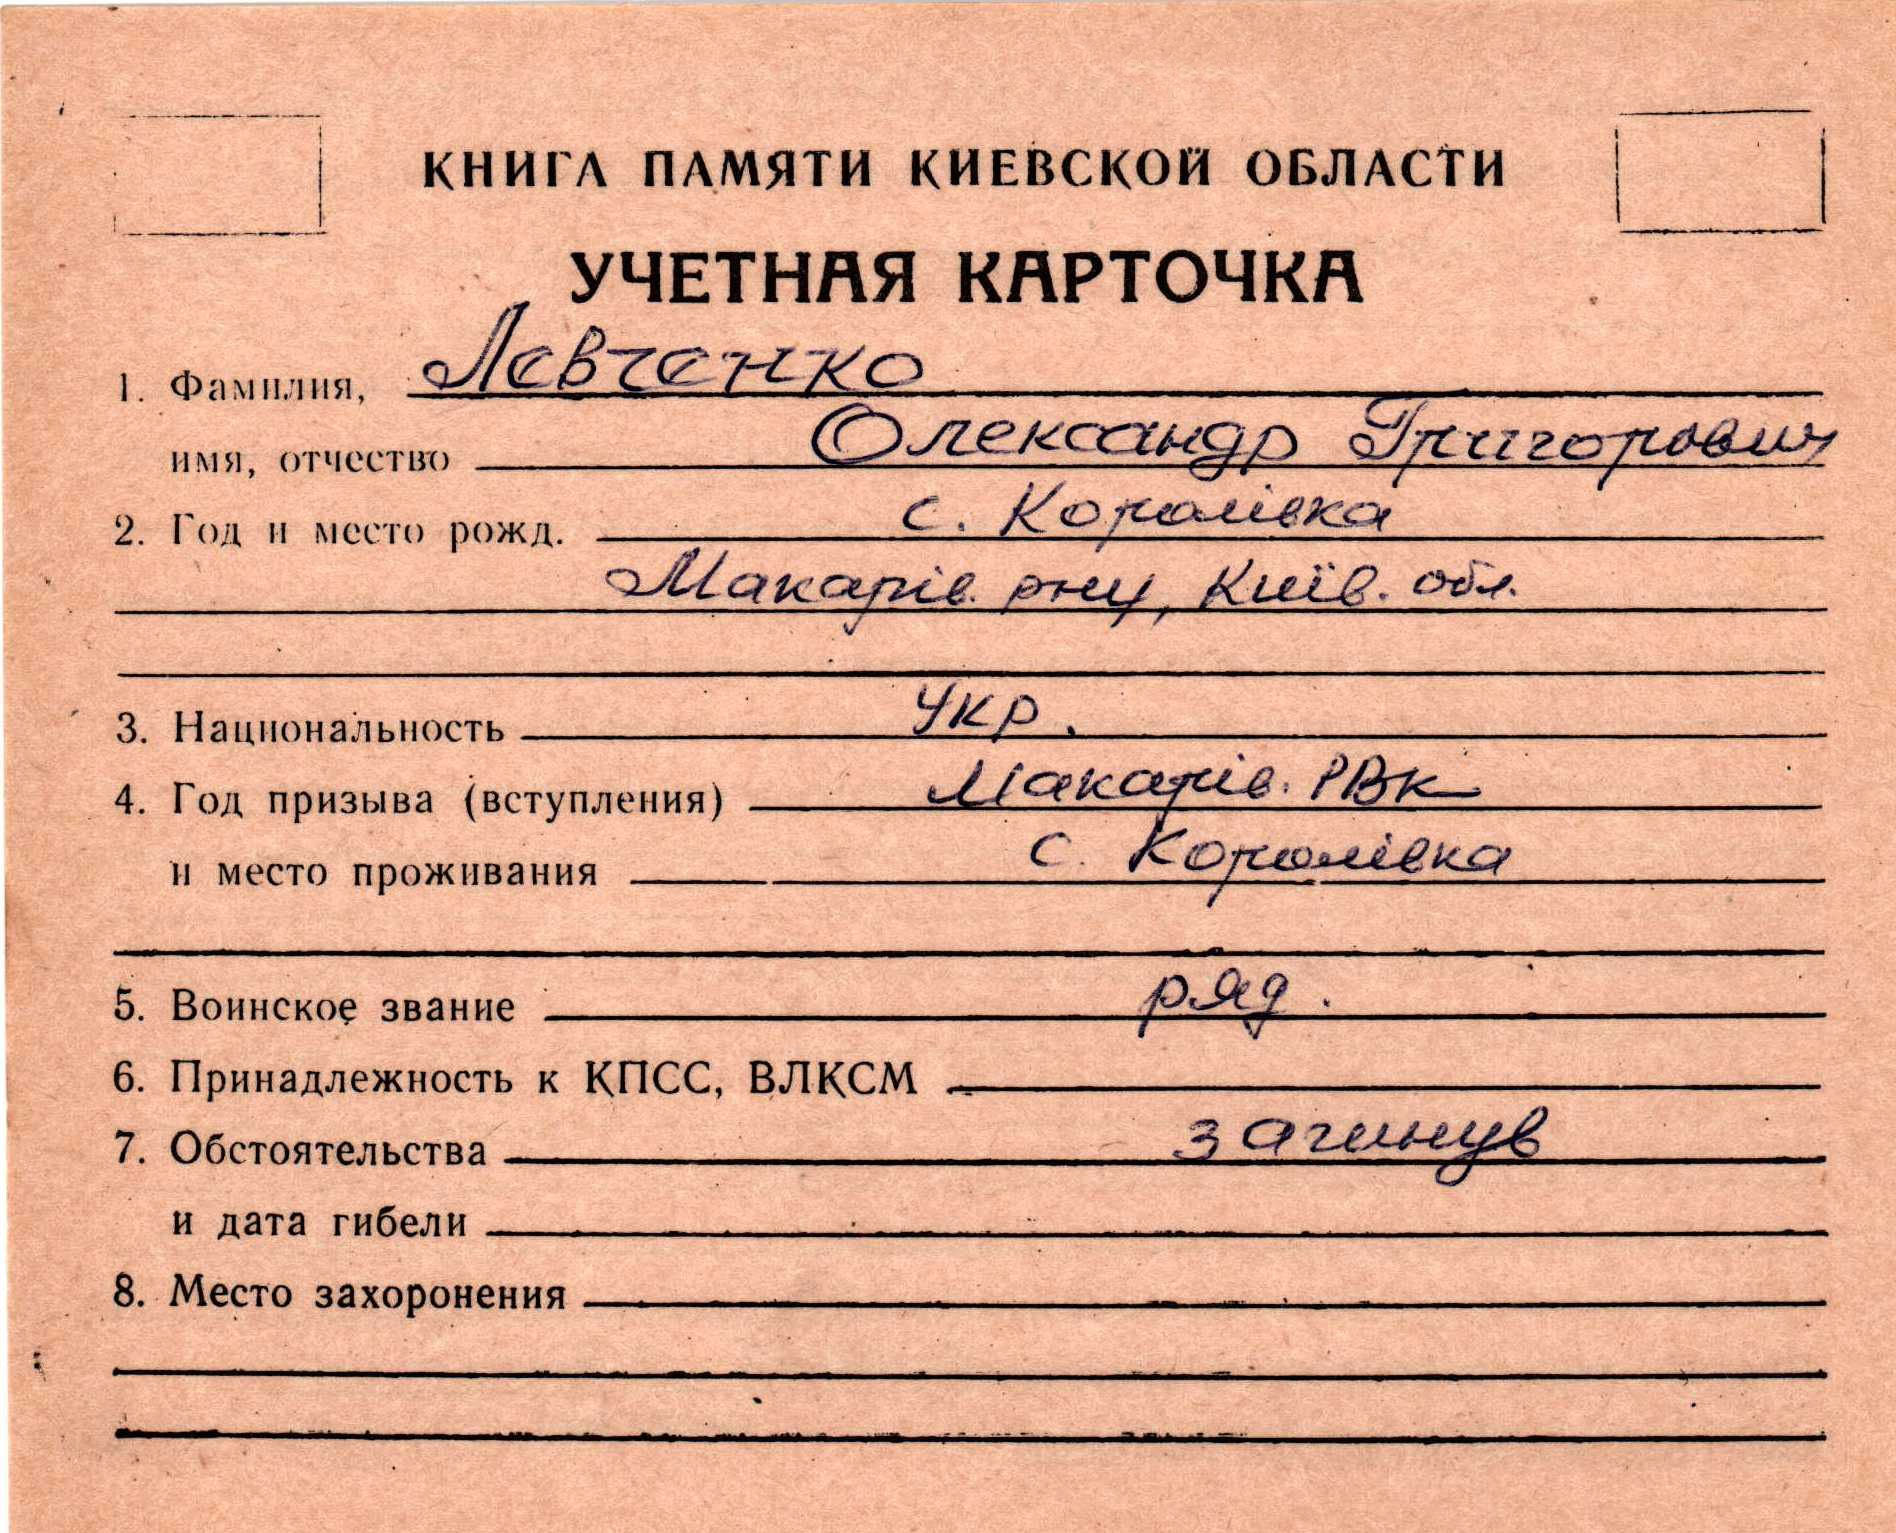 КНИГА ПАМЯТИ КИЕВСКОЙ ОБЛАСТИ
УЧЕТНАЯ КАРТОЧКА
1. Фамилия, Левченко
имя, отчество Олександр Григорович
2. Год и место рожд. с. Королівка
Макарів. р-ну, Київ. обл.
3. Национальность Укр.
4. Год призыва (вступления) Макарів. РВК
и место проживания с. Королівка
5. Воинское звание ряд.
6. Принадлежность к КПСС, ВЛКСМ
7. Обстоятельства загинув
и дата гибели
8. Место захоронения